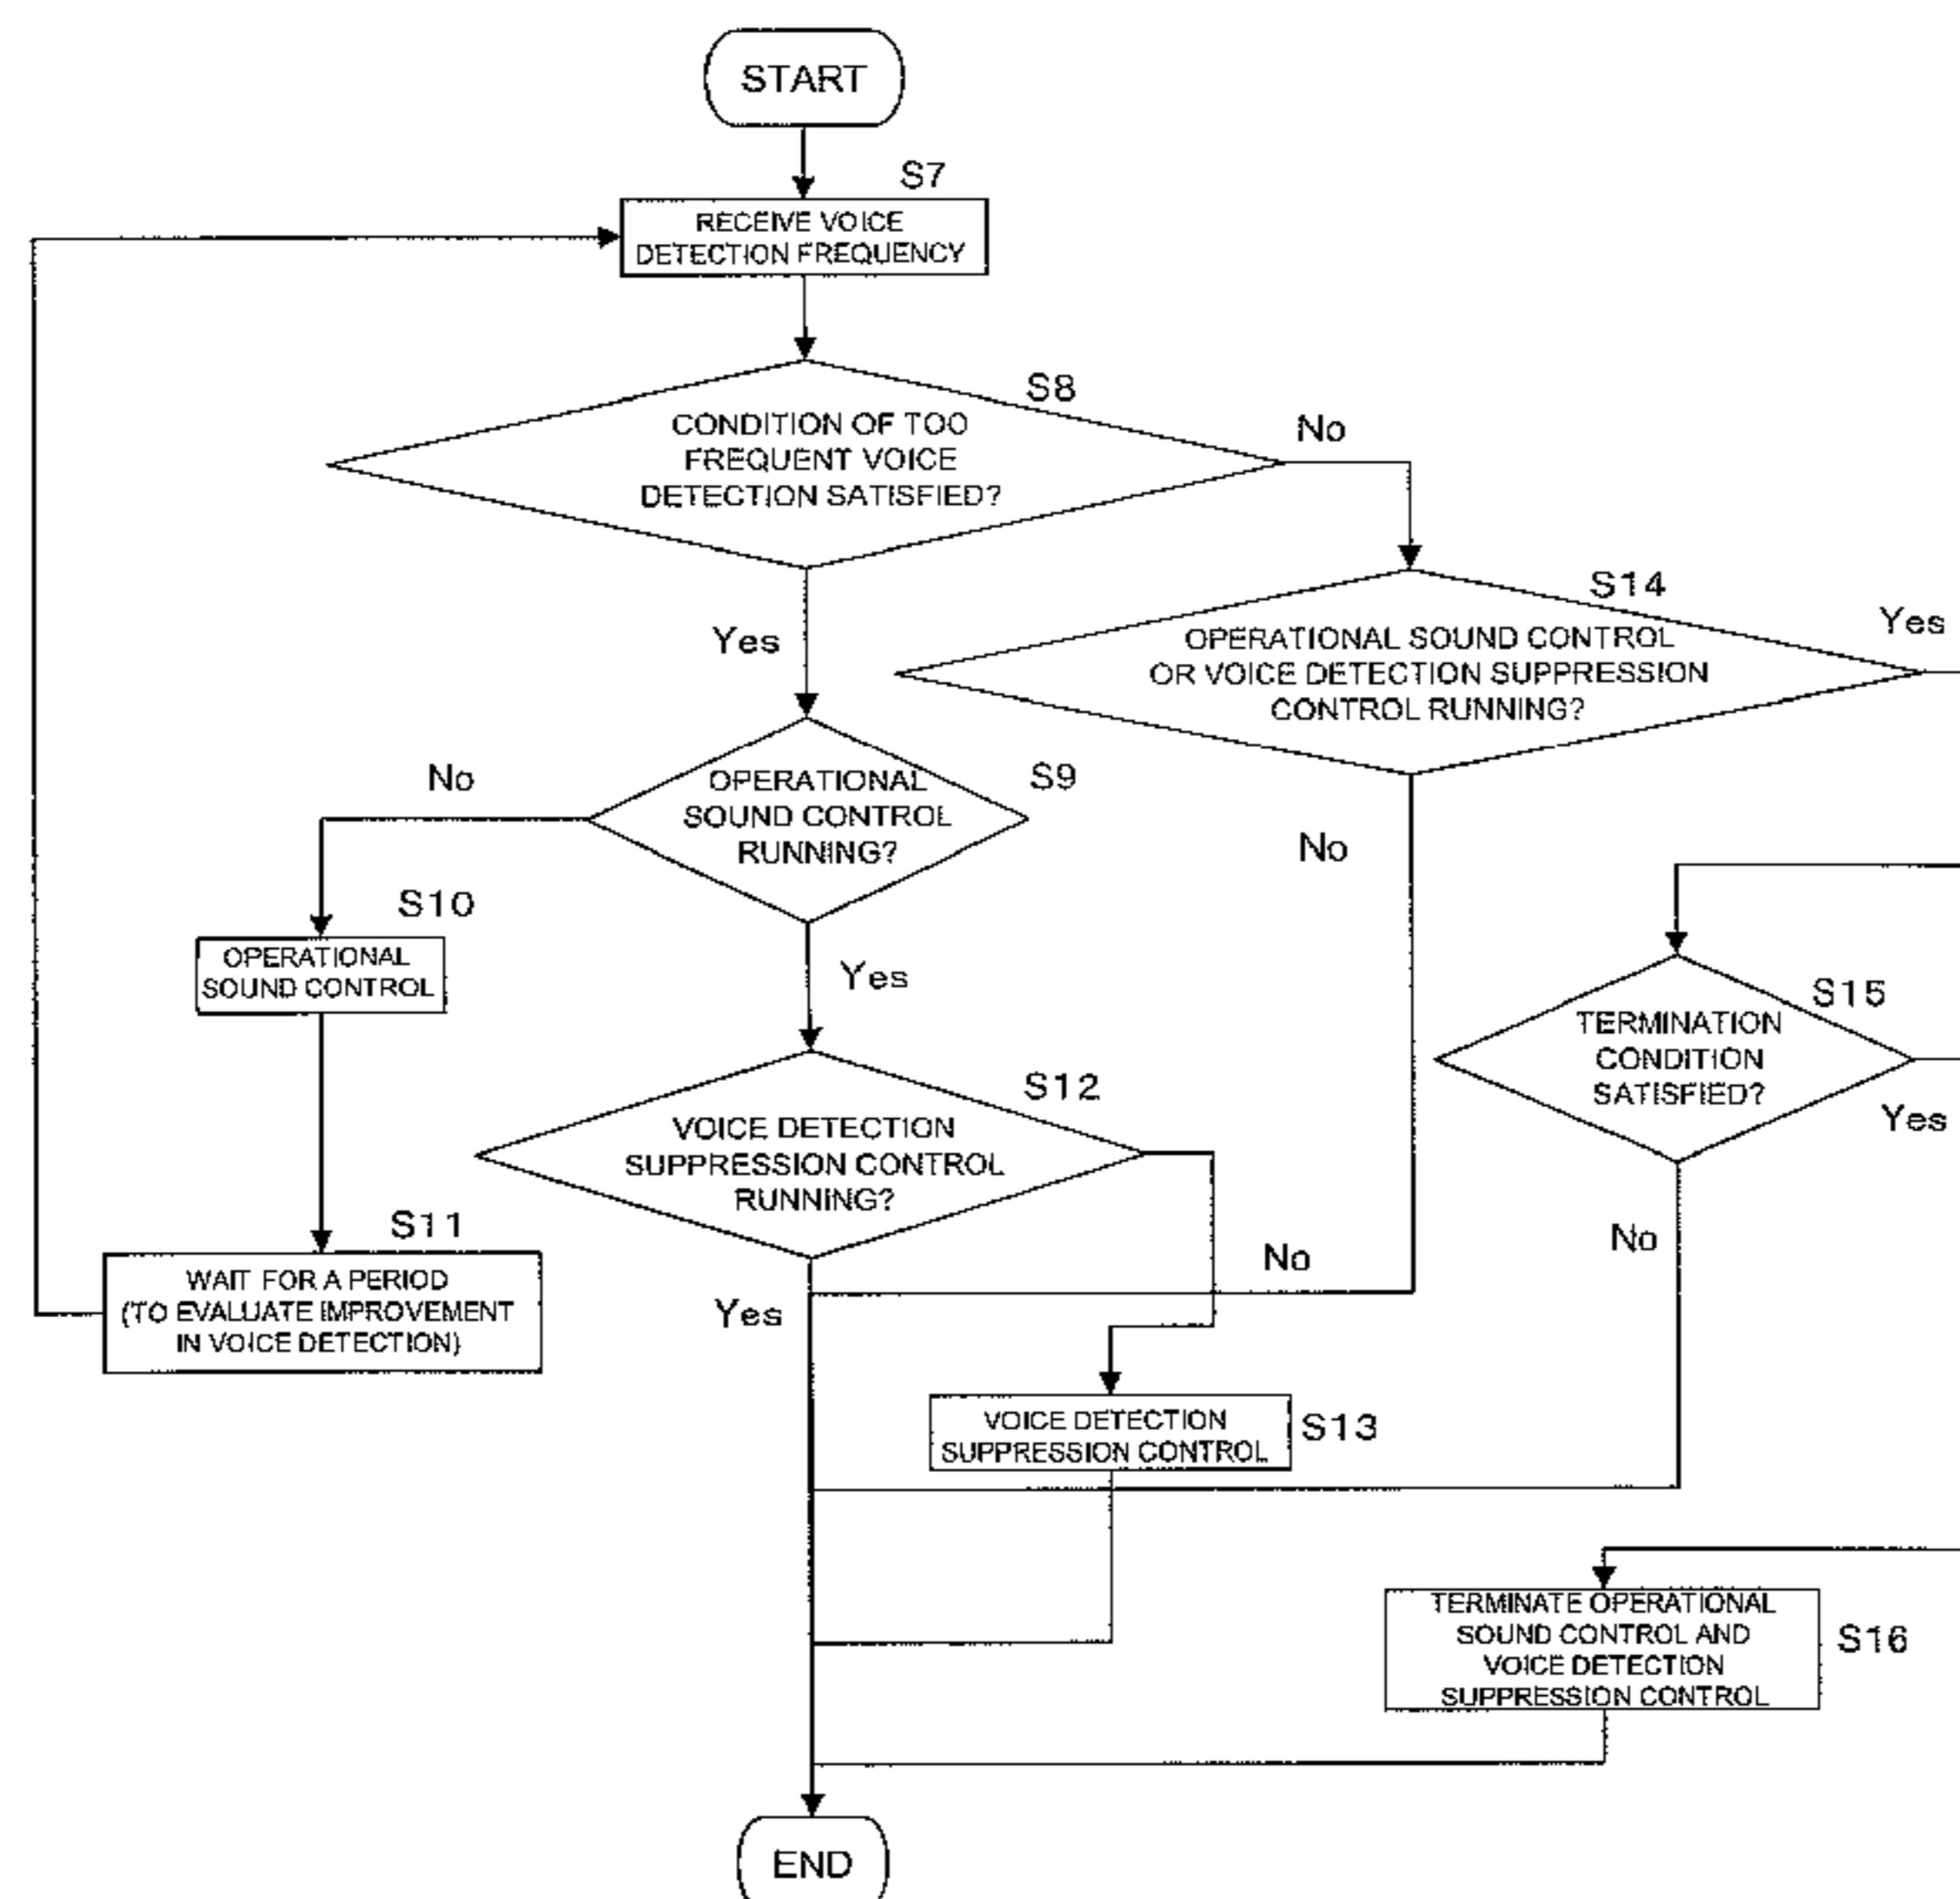 START
S7
RECEIVE VOICE
DETECTION FREQUENCY
S8
CONDITION OF TOO
FREQUENT VOICE
DETECTION SATISFIED?
No
Yes
S14
OPERATIONAL SOUND CONTROL
OR VOICE DETECTION SUPPRESSION
CONTROL RUNNING?
Yes
No
S9
OPERATIONAL
SOUND CONTROL
RUNNING?
No
Yes
S10
OPERATIONAL
SOUND CONTROL
S15
TERMINATION
CONDITION
SATISFIED?
Yes
No
S12
VOICE DETECTION
SUPPRESSION CONTROL
RUNNING?
No
Yes
S11
WAIT FOR A PERIOD
(TO EVALUATE IMPROVEMENT
IN VOICE DETECTION)
VOICE DETECTION
SUPPRESSION CONTROL
S13
TERMINATE OPERATIONAL
SOUND CONTROL AND
VOICE DETECTION
SUPPRESSION CONTROL
S16
END